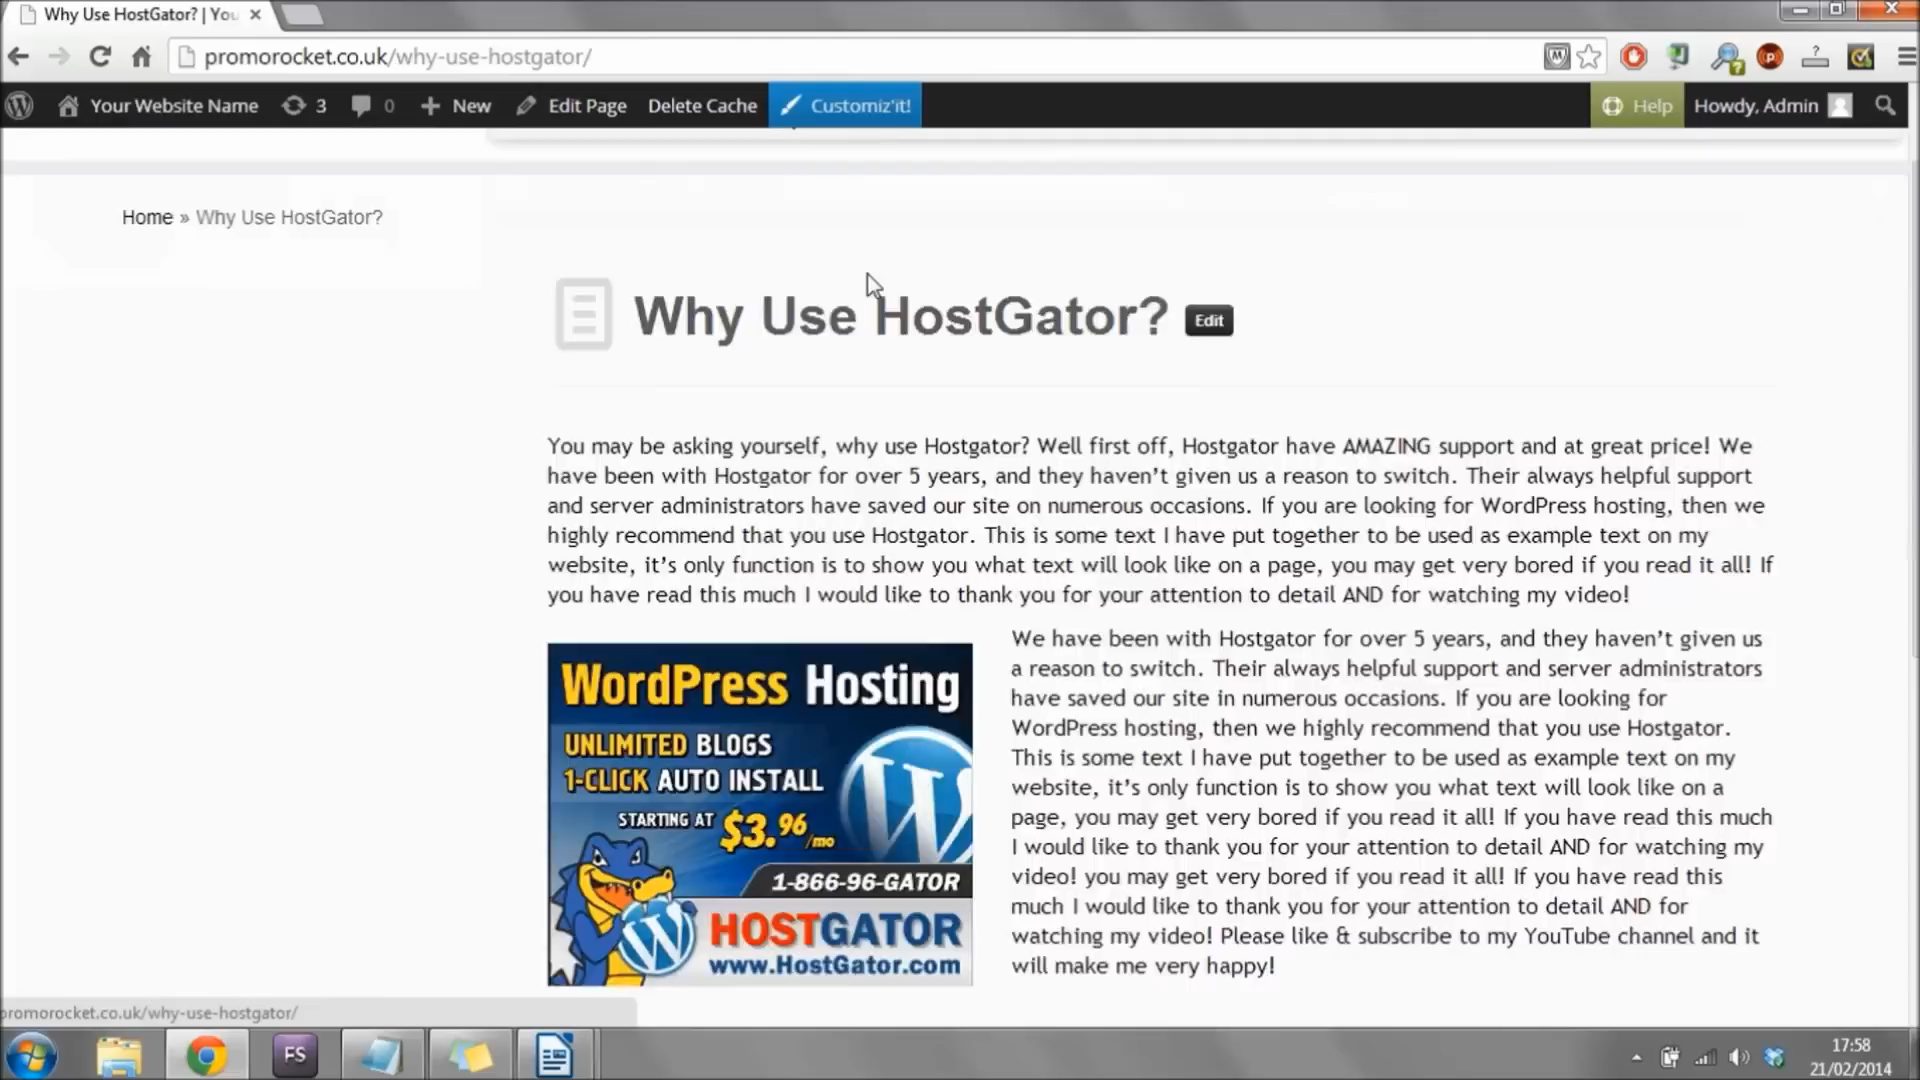 Why Use HostGator? | You
promorocket.co.uk/why-use-hostgator/
Your Website Name 3 0 New Edit Page Delete Cache Customiz'it! Help Howdy, Admin
Home » Why Use HostGator?
Why Use HostGator? Edit
You may be asking yourself, why use Hostgator? Well first off, Hostgator have AMAZING support and at great price! We
have been with Hostgator for over 5 years, and they haven't given us a reason to switch. Their always helpful support
and server administrators have saved our site on numerous occasions. If you are looking for WordPress hosting, then we
highly recommend that you use Hostgator. This is some text I have put together to be used as example text on my
website, it's only function is to show you what text will look like on a page, you may get very bored if you read it all! If
you have read this much I would like to thank you for your attention to detail AND for watching my video!
WordPress Hosting
UNLIMITED BLOGS
1-CLICK AUTO INSTALL
STARTING AT $3.96/mo
1-866-96-GATOR
HOSTGATOR
www.HostGator.com
We have been with Hostgator for over 5 years, and they haven't given us
a reason to switch. Their always helpful support and server administrators
have saved our site in numerous occasions. If you are looking for
WordPress hosting, then we highly recommend that you use Hostgator.
This is some text I have put together to be used as example text on my
website, it's only function is to show you what text will look like on a
page, you may get very bored if you read it all! If you have read this much
I would like to thank you for your attention to detail AND for watching my
video! you may get very bored if you read it all! If you have read this
much I would like to thank you for your attention to detail AND for
watching my video! Please like & subscribe to my YouTube channel and it
will make me very happy!
promorocket.co.uk/why-use-hostgator/
FS
17:58
21/02/2014